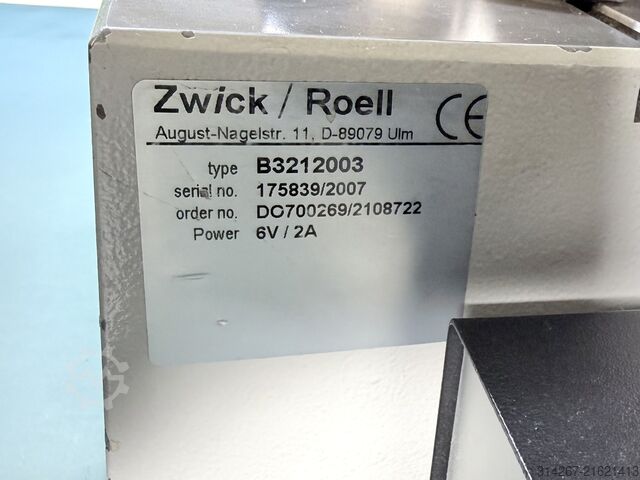 Zwick / Roell
CE
August-Nagelstr. 11, D-89079 Ulm
type B3212003
serial no. 175839/2007
order no. DO700269/2108722
Power 6V / 2A
314267-21621413